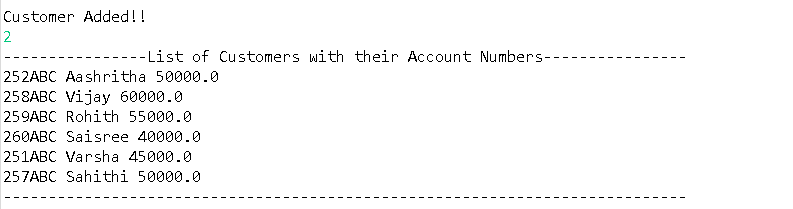 Customer Added!!
2
----------------List of Customers with their Account Numbers----------------
252ABC Aashritha 50000.0
258ABC Vijay 60000.0
259ABC Rohith 55000.0
260ABC Saisree 40000.0
251ABC Varsha 45000.0
257ABC Sahithi 50000.0
----------------------------------------------------------------------------